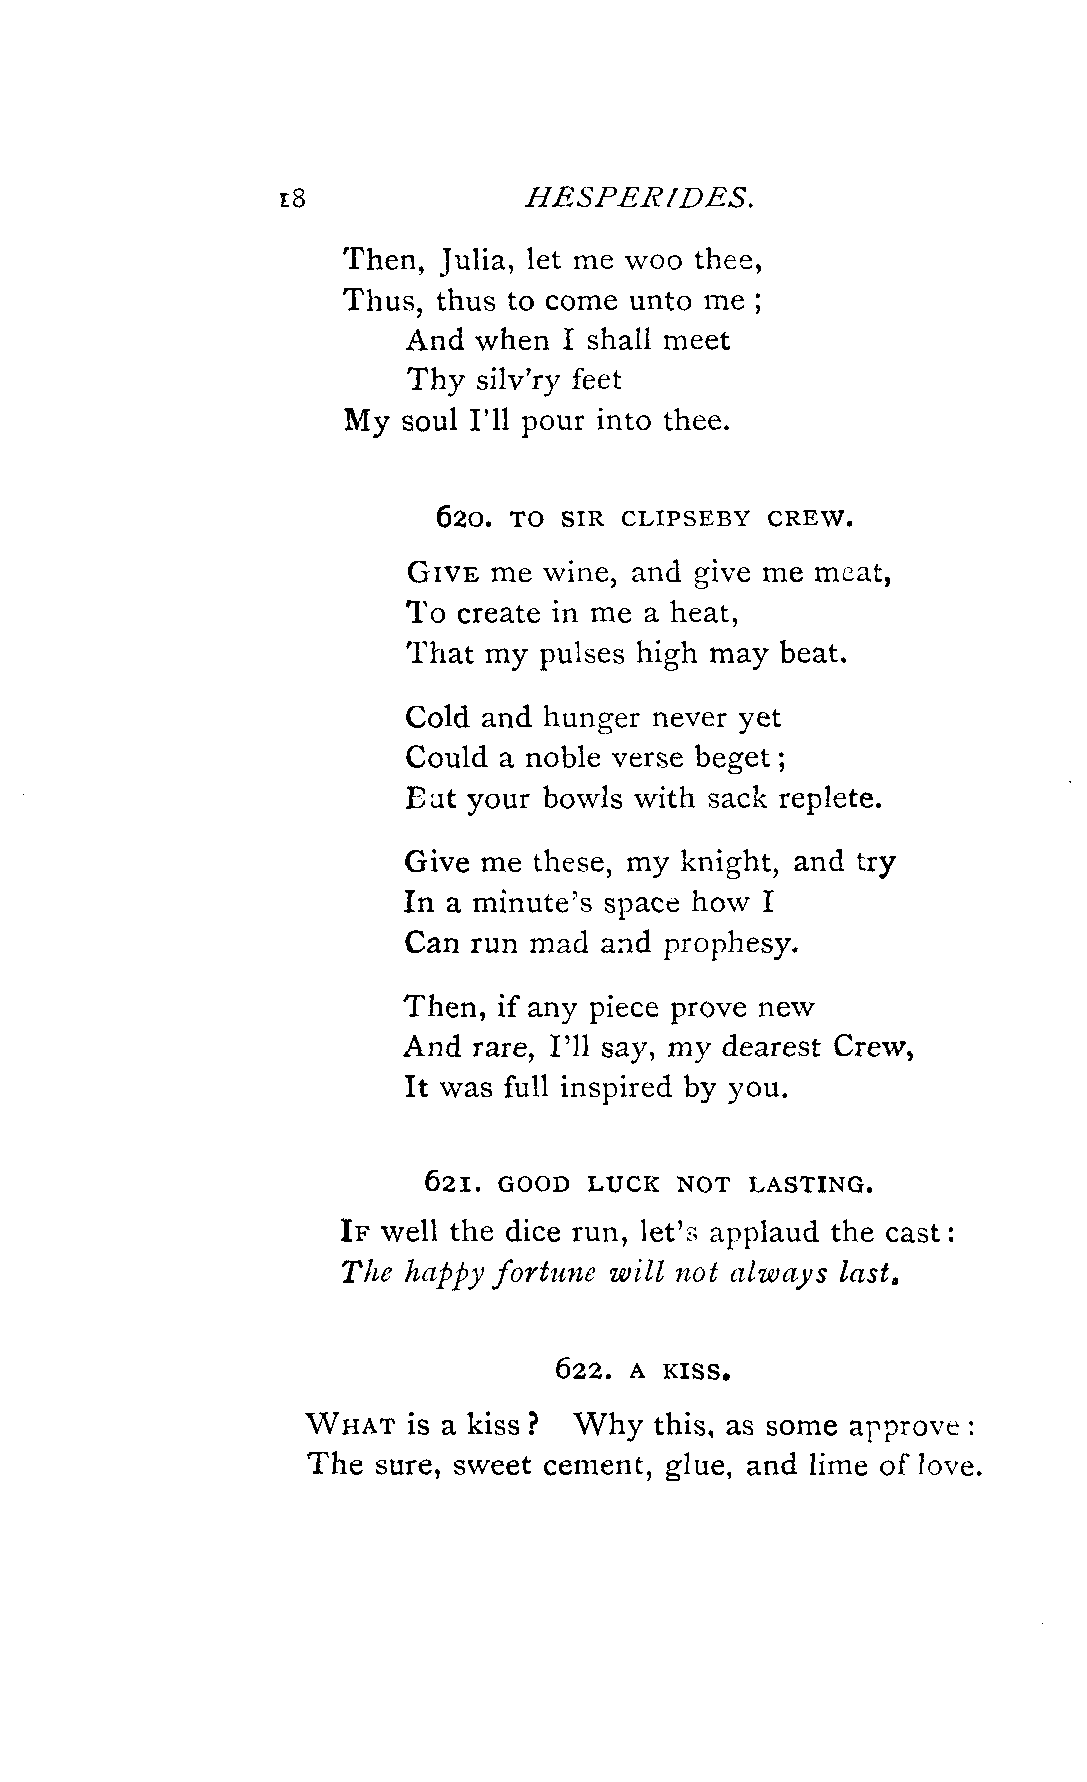 18 HESPERIDES.
Then, Julia, let me woo thee,
Thus, thus to come unto me ;
And when I shall meet
Thy silv'ry feet
My soul I'll pour into thee.
620. TO SIR CLIPSEBY CREW.
GIVE me wine, and give me meat,
To create in me a heat,
That my pulses high may beat.
Cold and hunger never yet
Could a noble verse beget ;
But your bowls with sack replete.
Give me these, my knight, and try
In a minute's space how I
Can run mad and prophesy.
Then, if any piece prove new
And rare, I'll say, my dearest Crew,
It was full inspired by you.
621. GOOD LUCK NOT LASTING.
IF well the dice run, let's applaud the cast :
The happy fortune will not always last.
622. A KISS.
WHAT is a kiss ? Why this, as some approve :
The sure, sweet cement, glue, and lime of love.